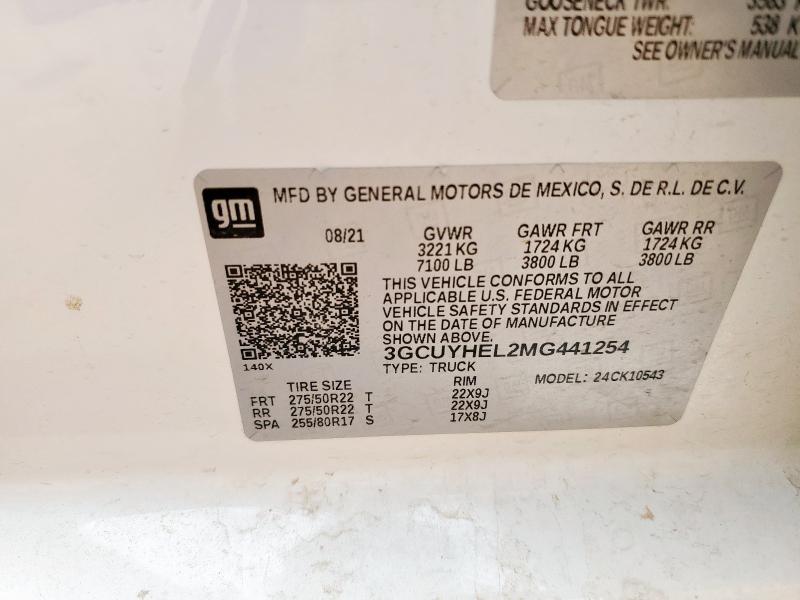 GOOSENECK TWR: 3983 K
MAX TONGUE WEIGHT: 538 K
SEE OWNER'S MANUAL
gm
MFD BY GENERAL MOTORS DE MEXICO, S. DE R.L. DE C.V.
08/21 GVWR GAWR FRT GAWR RR
3221 KG 1724 KG 1724 KG
7100 LB 3800 LB 3800 LB
THIS VEHICLE CONFORMS TO ALL
APPLICABLE U.S. FEDERAL MOTOR
VEHICLE SAFETY STANDARDS IN EFFECT
ON THE DATE OF MANUFACTURE
SHOWN ABOVE.
3GCUYHEL2MG441254
140X
TYPE: TRUCK
MODEL: 24CK10543
TIRE SIZE RIM
FRT 275/50R22 T 22X9J
RR 275/50R22 T 22X9J
SPA 255/80R17 S 17X8J